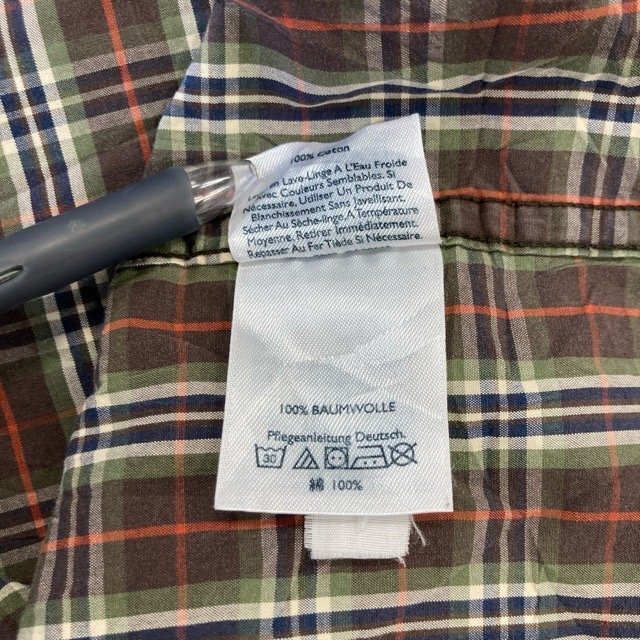 100% Coton
n Lave-Linge A L'Eau Froide
Avec Couleurs Semblables. Si
Nécessaire, Utiliser Un Produit De
Blanchissement Sans Javellisant.
Sécher Au Sèche-linge, A Température
Moyenne, Retirer Immédiatement.
Repasser Au Fer Tiède Si Nécessaire.
100% BAUMWOLLE
Pflegeanleitung Deutsch.
30
綿 100%